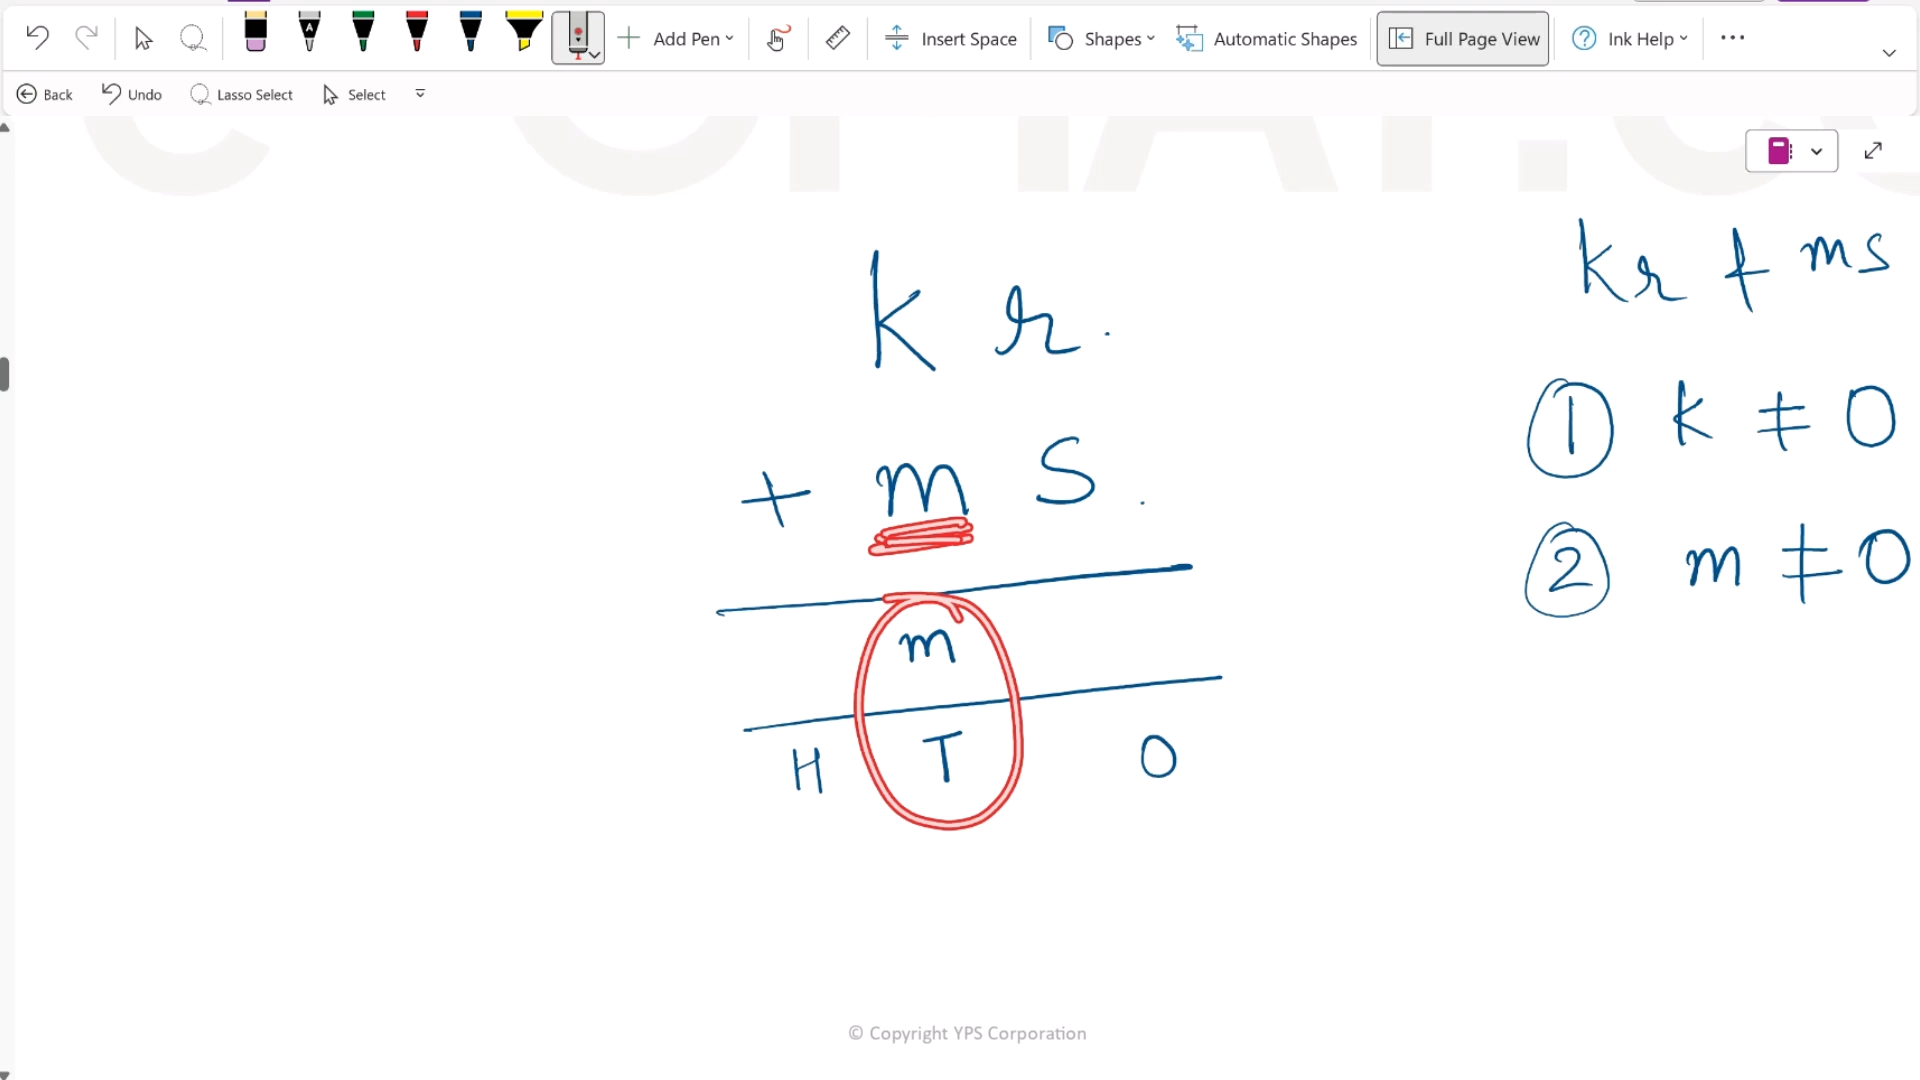 Add Pen Insert Space Shapes Automatic Shapes Full Page View Ink Help
Back Undo Lasso Select Select
k r .
+ m s .
m
H T O
kr f ms
1 k ≠ 0
2 m ≠ 0
© Copyright YPS Corporation